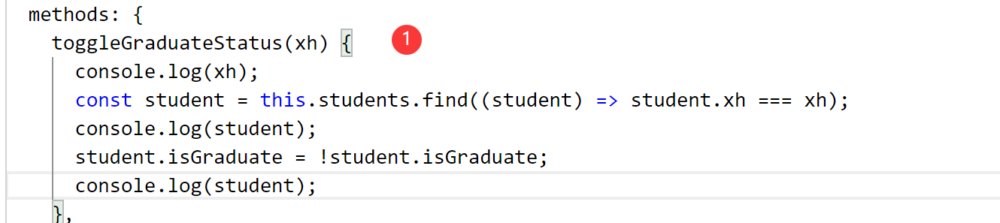 methods: {
toggleGraduateStatus(xh) { 1
console.log(xh);
const student = this.students.find((student) => student.xh === xh);
console.log(student);
student.isGraduate = !student.isGraduate;
console.log(student);
},